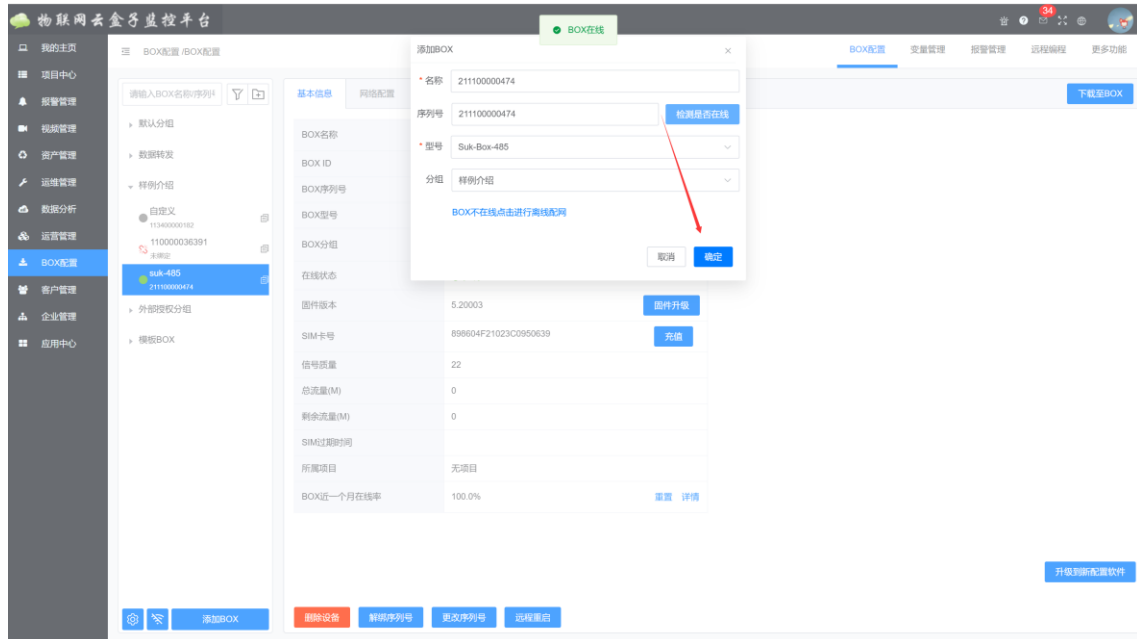 物联网云盒子监控平台
BOX在线
34
我的主页
项目中心
报警管理
视频管理
资产管理
运维管理
数据分析
运营管理
BOX配置
客户管理
企业管理
应用中心
BOX配置 /BOX配置
BOX配置 变量管理 报警管理 远程编程 更多功能
请输入BOX名称/序列号
默认分组
数据转发
样例介绍
自定义
113400000182
110000036391
未绑定
suk-485
211100000474
外部授权分组
模板BOX
添加BOX
基本信息 网络配置
下载至BOX
添加BOX
* 名称 211100000474
序列号 211100000474 检测是否在线
* 型号 Suk-Box-485
分组 样例介绍
BOX不在线点击进行离线配网
取消 确定
BOX名称
BOX ID
BOX序列号
BOX型号
BOX分组
在线状态
固件版本 5.20003 固件升级
SIM卡号 898604F21023C0950639 充值
信号质量 22
总流量(M) 0
剩余流量(M) 0
SIM过期时间
所属项目 无项目
BOX近一个月在线率 100.0% 重置 详情
升级到新配置软件
删除设备 解绑序列号 更改序列号 远程重启